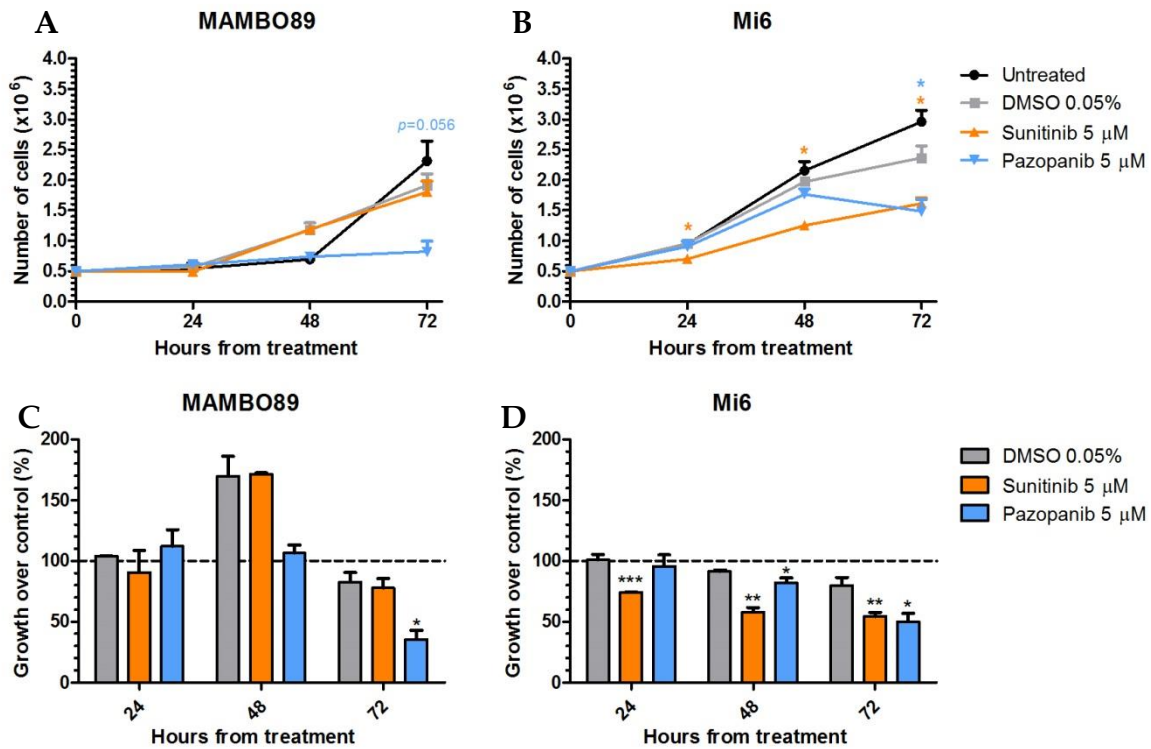 A
MAMBO89
Number of cells (x10⁶)
4.0
3.5
3.0
2.5
2.0
1.5
1.0
0.5
0.0
p=0.056
0
24
48
72
Hours from treatment
B
Mi6
Number of cells (x10⁶)
4.0
3.5
3.0
2.5
2.0
1.5
1.0
0.5
0.0
*
*
*
*
0
24
48
72
Hours from treatment
Untreated
DMSO 0.05%
Sunitinib 5 μM
Pazopanib 5 μM
C
MAMBO89
Growth over control (%)
200
150
100
50
0
*
24
48
72
Hours from treatment
D
Mi6
Growth over control (%)
200
150
100
50
0
***
**
*
**
*
24
48
72
Hours from treatment
DMSO 0.05%
Sunitinib 5 μM
Pazopanib 5 μM